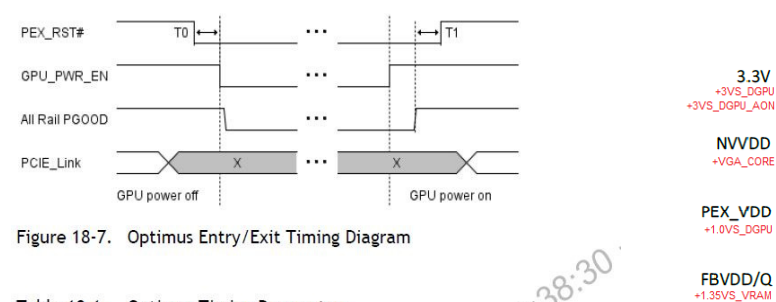 PEX_RST#
T0
...
T1
GPU_PWR_EN
...
All Rail PGOOD
...
PCIE_Link
X
...
X
GPU power off
GPU power on
Figure 18-7. Optimus Entry/Exit Timing Diagram
38:30
3.3V
+3VS_DGPU
+3VS_DGPU_AON
NVVDD
+VGA_CORE
PEX_VDD
+1.0VS_DGPU
FBVDD/Q
+1.35VS_VRAM